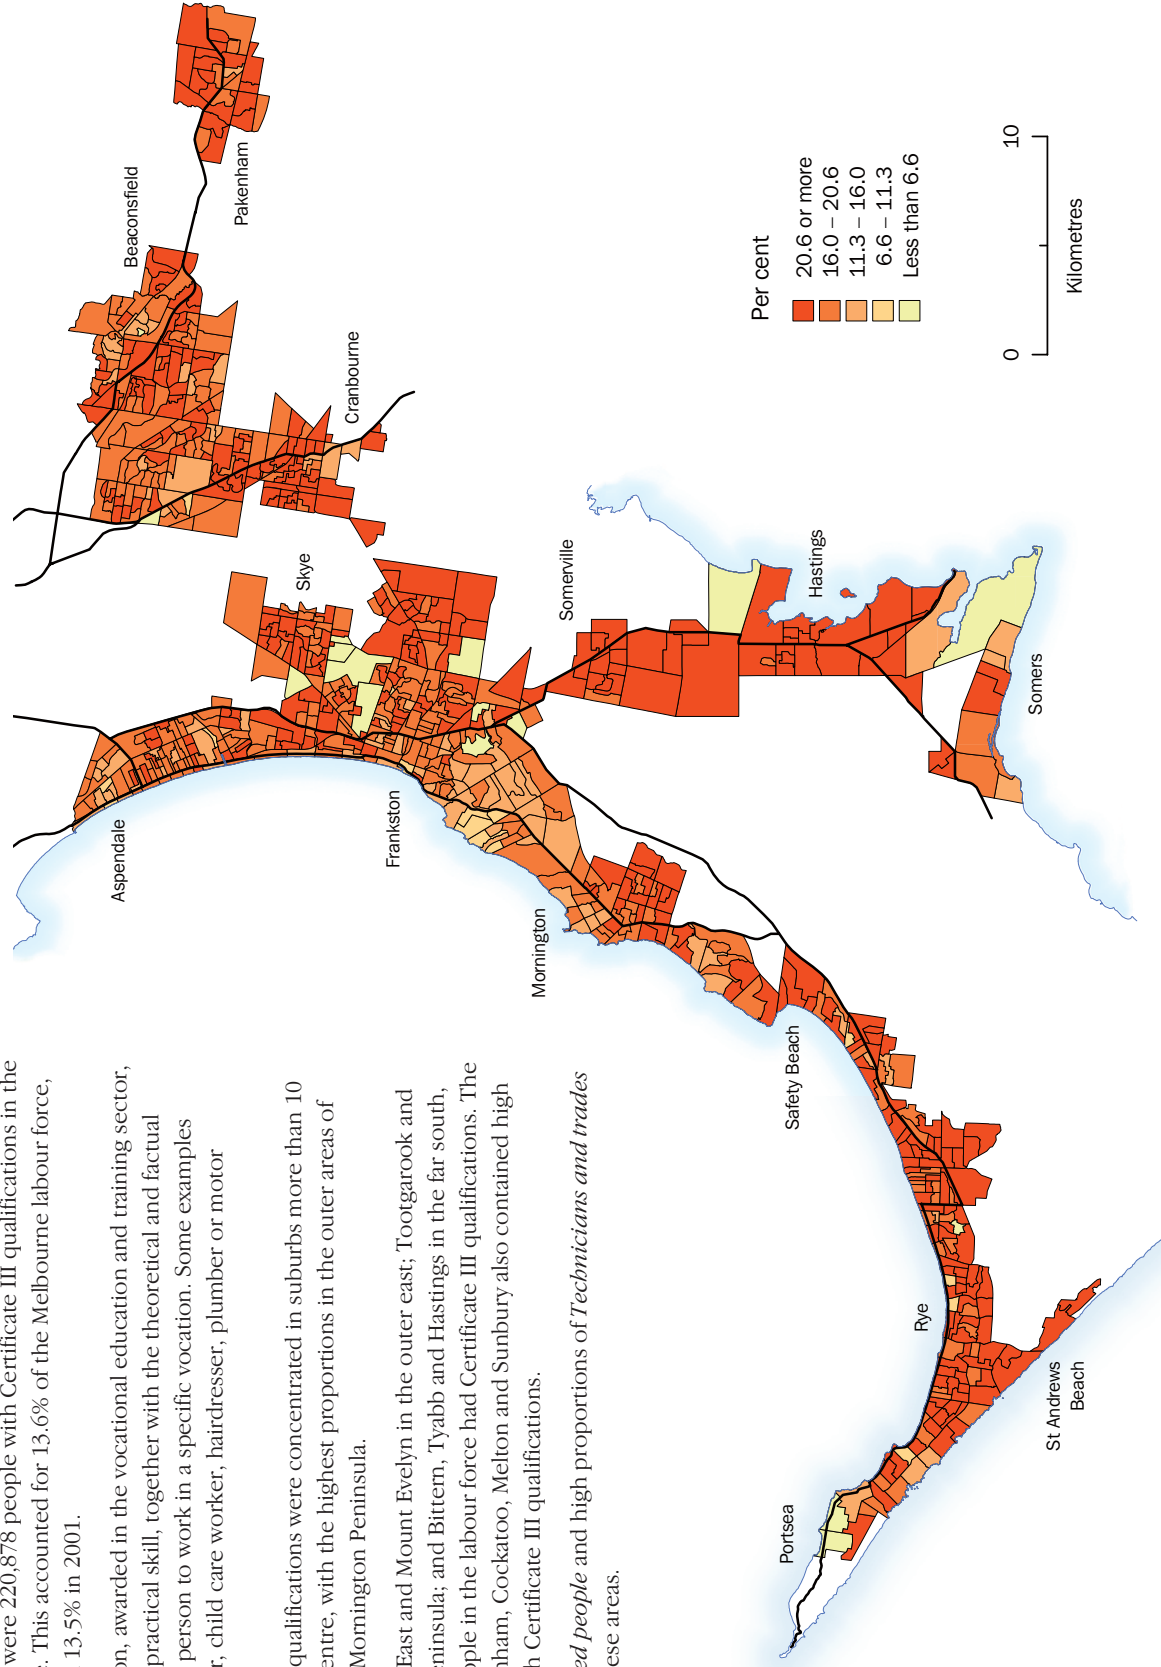 were 220,878 people with Certificate III qualifications in the
. This accounted for 13.6% of the Melbourne labour force,
13.5% in 2001.
on, awarded in the vocational education and training sector,
practical skill, together with the theoretical and factual
person to work in a specific vocation. Some examples
r, child care worker, hairdresser, plumber or motor
qualifications were concentrated in suburbs more than 10
entre, with the highest proportions in the outer areas of
Mornington Peninsula.
East and Mount Evelyn in the outer east; Tootgarook and
eninsula; and Bittern, Tyabb and Hastings in the far south,
ople in the labour force had Certificate III qualifications. The
nham, Cockatoo, Melton and Sunbury also contained high
h Certificate III qualifications.
ed people and high proportions of Technicians and trades
ese areas.
Portsea
St Andrews
Beach
Rye
Safety Beach
Mornington
Frankston
Aspendale
Somers
Hastings
Somerville
Skye
Cranbourne
Beaconsfield
Pakenham
Per cent
20.6 or more
16.0 – 20.6
11.3 – 16.0
6.6 – 11.3
Less than 6.6
0
10
Kilometres